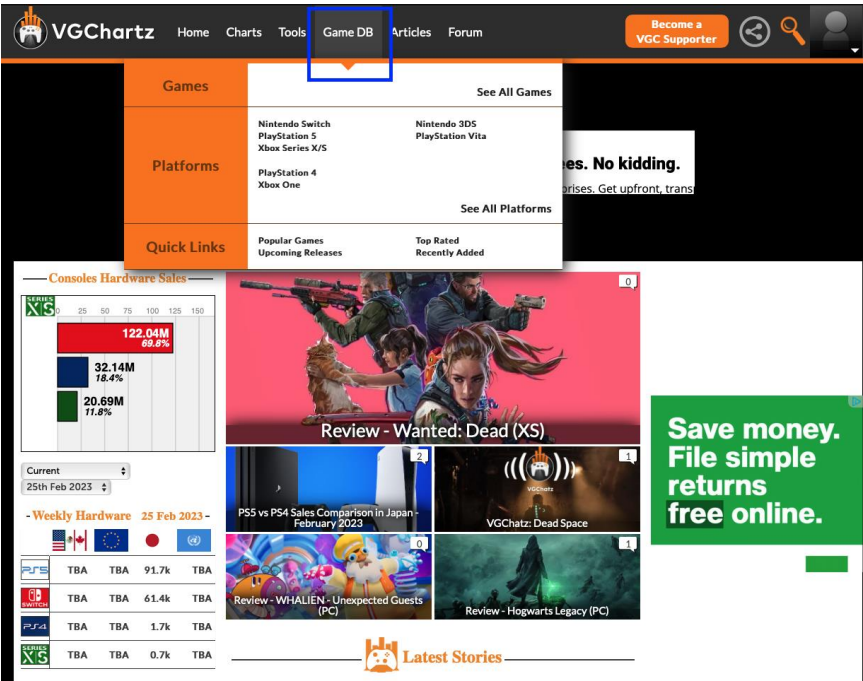 VGChartz Home Charts Tools Game DB Articles Forum Become a VGC Supporter
Games
See All Games
Platforms
Nintendo Switch
PlayStation 5
Xbox Series X/S
PlayStation 4
Xbox One
Nintendo 3DS
PlayStation Vita
See All Platforms
Quick Links
Popular Games
Upcoming Releases
Top Rated
Recently Added
No kidding.
Get upfront,
Consoles Hardware Sales
SERIES
X|S
0 25 50 75 100 125 150
122.04M
69.8%
32.14M
18.4%
20.69M
11.8%
Current
25th Feb 2023
- Weekly Hardware 25 Feb 2023 -
PS5 TBA TBA 91.7k TBA
SWITCH TBA TBA 61.4k TBA
PS4 TBA TBA 1.7k TBA
SERIES X|S TBA TBA 0.7k TBA
0
Review - Wanted: Dead (XS)
2
PS5 vs PS4 Sales Comparison in Japan -
February 2023
1
VGChartz
VGChatz: Dead Space
0
Review - WHALIEN - Unexpected Guests
(PC)
1
Review - Hogwarts Legacy (PC)
Latest Stories
Save money.
File simple
returns
free online.